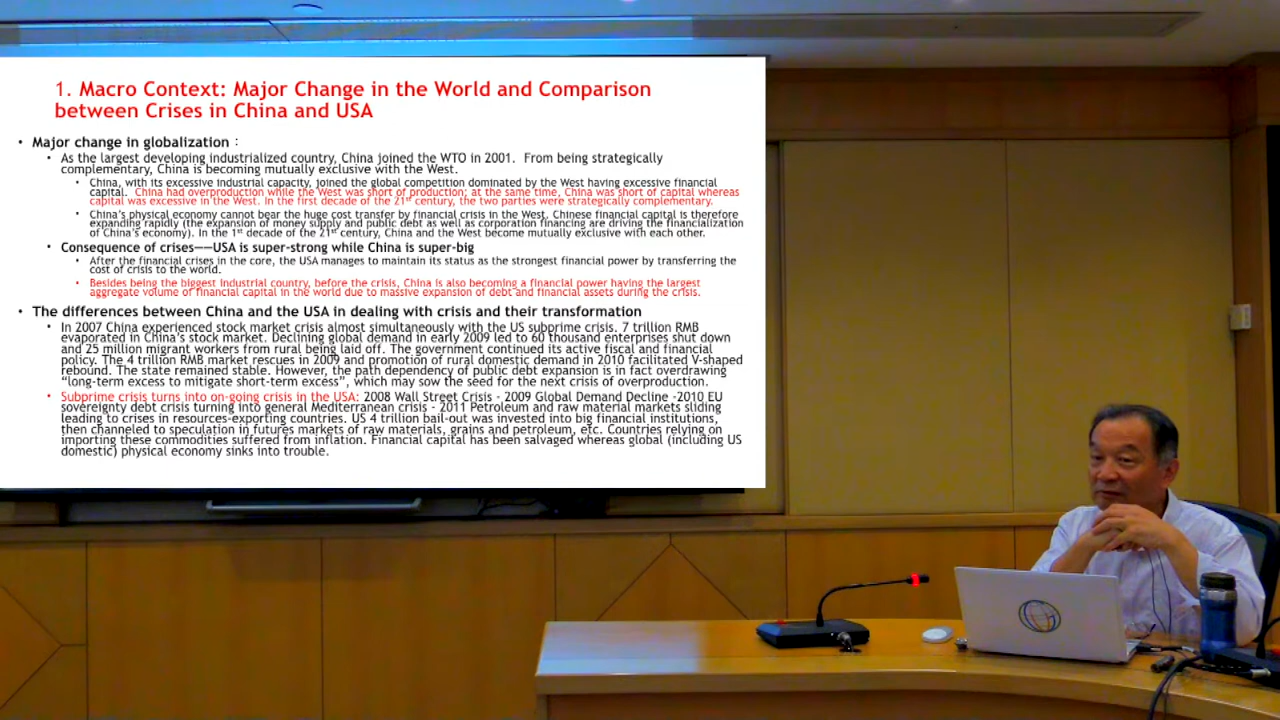 1. Macro Context: Major Change in the World and Comparison
between Crises in China and USA
• Major change in globalization：
• As the largest developing industrialized country, China joined the WTO in 2001. From being strategically
complementary, China is becoming mutually exclusive with the West.
• China, with its excessive industrial capacity, joined the global competition dominated by the West having excessive financial
capital. China had overproduction while the West was short of production; at the same time, China was short of capital whereas
capital was excessive in the West. In the first decade of the 21st century, the two parties were strategically complementary.
• China's physical economy cannot bear the huge cost transfer by financial crisis in the West. Chinese financial capital is therefore
expanding rapidly (the expansion of money supply and public debt as well as corporation financing are driving the financialization
of China's economy). In the 1st decade of the 21st century, China and the West become mutually exclusive with each other.
• Consequence of crises——USA is super-strong while China is super-big
• After the financial crises in the core, the USA manages to maintain its status as the strongest financial power by transferring the
cost of crisis to the world.
• Besides being the biggest industrial country, before the crisis, China is also becoming a financial power having the largest
aggregate volume of financial capital in the world due to massive expansion of debt and financial assets during the crisis.
• The differences between China and the USA in dealing with crisis and their transformation
• In 2007 China experienced stock market crisis almost simultaneously with the US subprime crisis. 7 trillion RMB
evaporated in China's stock market. Declining global demand in early 2009 led to 60 thousand enterprises shut down
and 25 million migrant workers from rural being laid off. The government continued its active fiscal and financial
policy. The 4 trillion RMB market rescues in 2009 and promotion of rural domestic demand in 2010 facilitated V-shaped
rebound. The state remained stable. However, the path dependency of public debt expansion is in fact overdrawing
“long-term excess to mitigate short-term excess”, which may sow the seed for the next crisis of overproduction.
• Subprime crisis turns into on-going crisis in the USA: 2008 Wall Street Crisis - 2009 Global Demand Decline -2010 EU
sovereignty debt crisis turning into general Mediterranean crisis - 2011 Petroleum and raw material markets sliding
leading to crises in resources-exporting countries. US 4 trillion bail-out was invested into big financial institutions,
then channeled to speculation in futures markets of raw materials, grains and petroleum, etc. Countries relying on
importing these commodities suffered from inflation. Financial capital has been salvaged whereas global (including US
domestic) physical economy sinks into trouble.